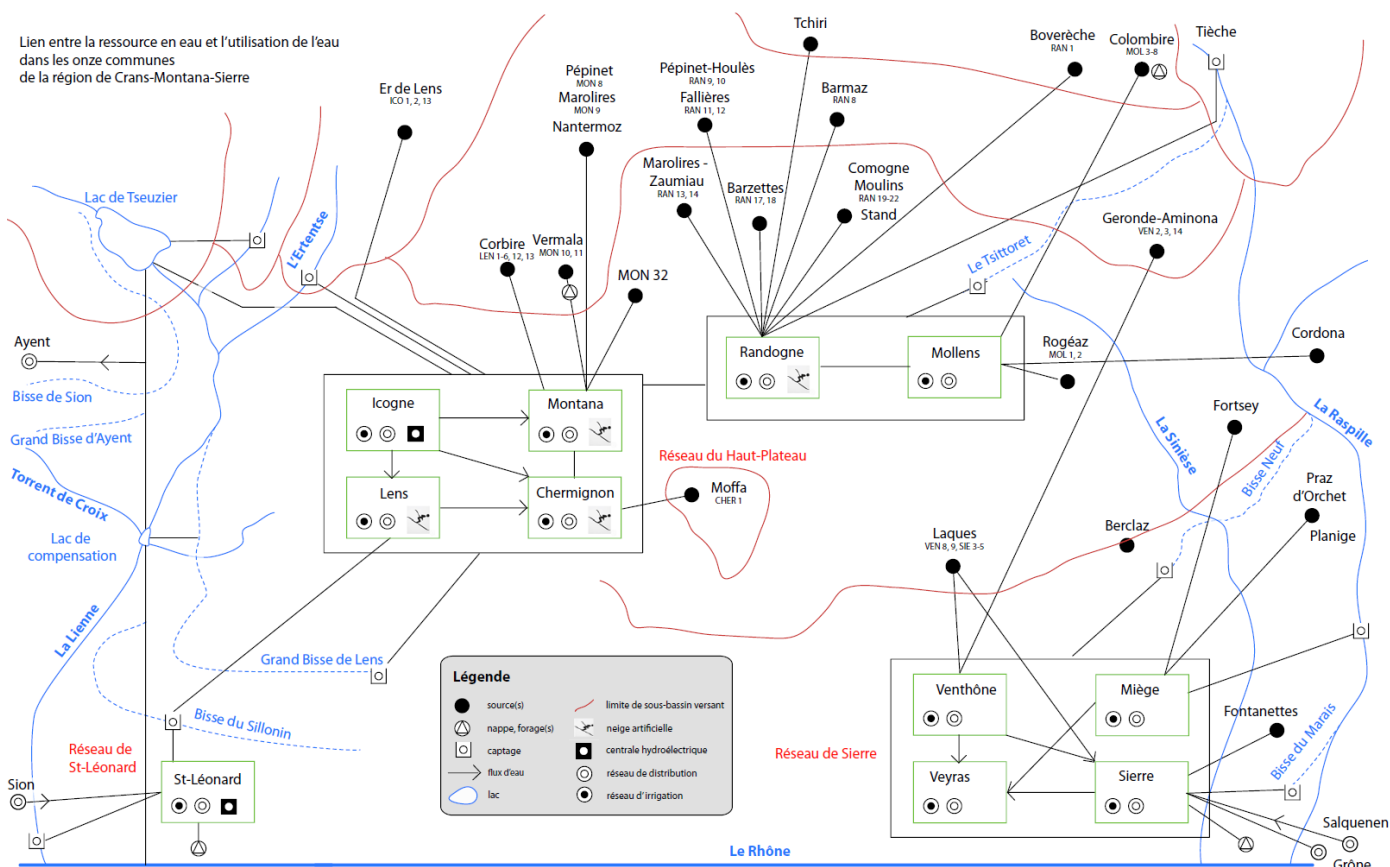 Lien entre la ressource en eau et l'utilisation de l'eau
dans les onze communes
de la région de Crans-Montana-Sierre
Er de Lens
ICO 1, 2, 13
Pépinet
MON 8
Marolires
MON 9
Nantermoz
Pépinet-Houlès
RAN 9, 10
Fallières
RAN 11, 12
Tchiri
Barmaz
RAN 8
Boverèche
RAN 1
Colombire
MOL 3-8
Tièche
Marolires -
Zaumiau
RAN 13, 14
Barzettes
RAN 17, 18
Comogne
Moulins
RAN 19-22
Stand
Geronde-Aminona
VEN 2, 3, 14
Lac de Tseuzier
L'Ertentse
Corbire
LEN 1-6, 12, 13
Vermala
MON 10, 11
MON 32
Le Tsittoret
Ayent
Bisse de Sion
Grand Bisse d'Ayent
Torrent de Croix
Lac de
compensation
La Lienne
Icogne
Montana
Lens
Chermignon
Randogne
Mollens
Rogéaz
MOL 1, 2
Cordona
Réseau du Haut-Plateau
Moffa
CHER 1
Fortsey
La Raspille
La Sinièse
Bisse Neuf
Praz
d'Orchet
Planige
Berclaz
Laques
VEN 8, 9, SIE 3-5
Grand Bisse de Lens
Bisse du Sillonin
Réseau de
St-Léonard
Sion
St-Léonard
Légende
source(s)
nappe, forage(s)
captage
flux d'eau
lac
limite de sous-bassin versant
neige artificielle
centrale hydroélectrique
réseau de distribution
réseau d'irrigation
Réseau de Sierre
Venthône
Miège
Veyras
Sierre
Fontanettes
Bisse du Marais
Salquenen
Grône
Le Rhône